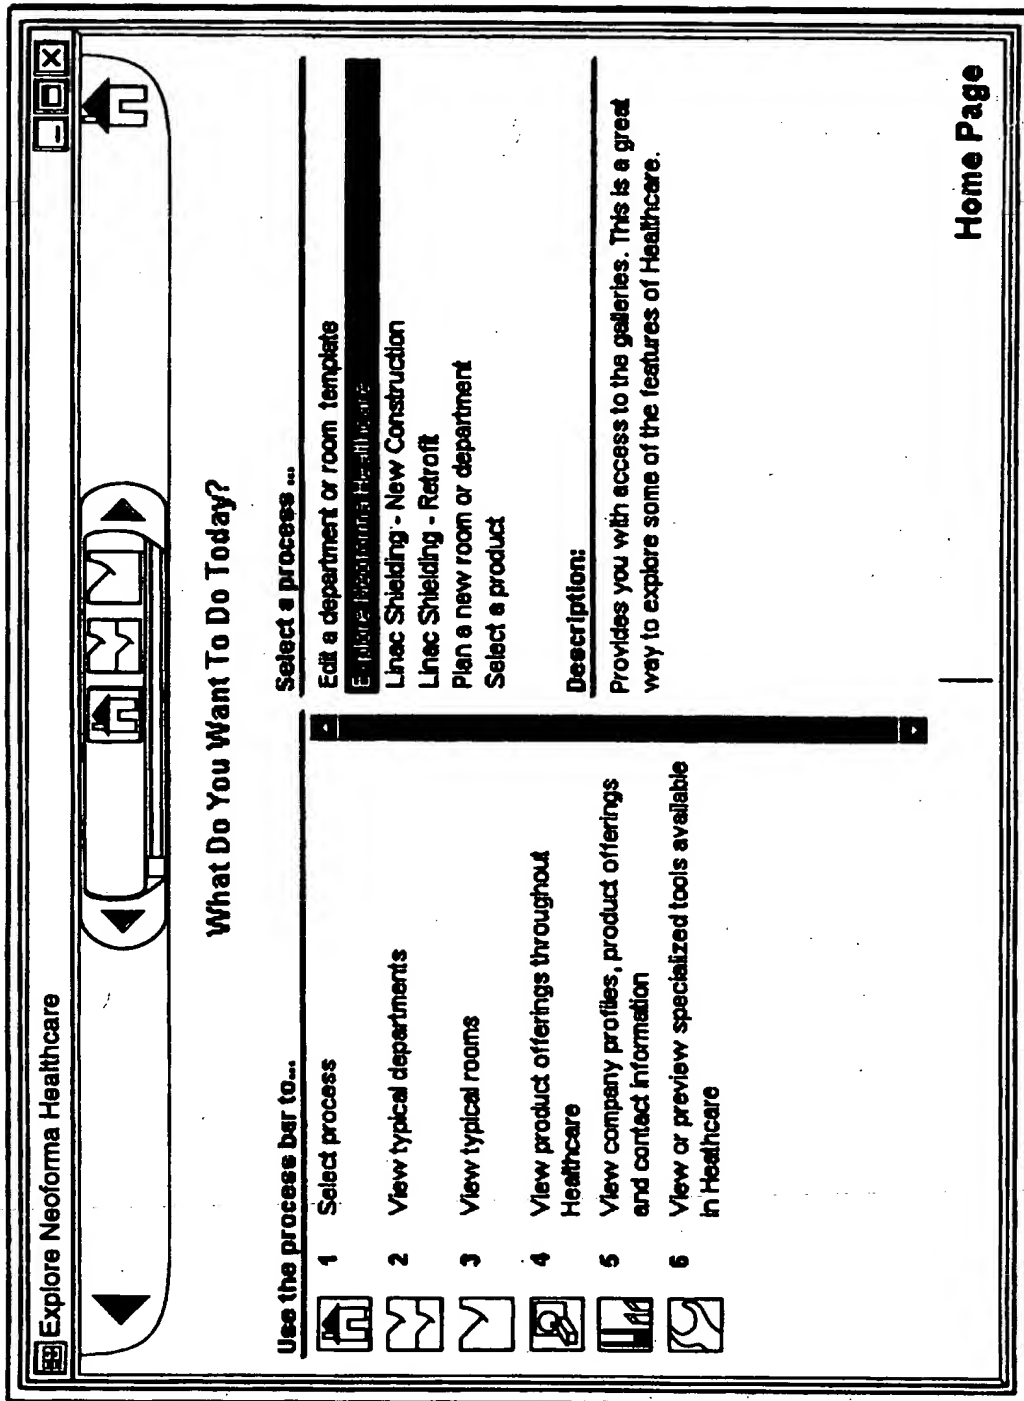 Explore Neoforma Healthcare
What Do You Want To Do Today?
Use the process bar to...
1 Select process
2 View typical departments
3 View typical rooms
4 View product offerings throughout
Healthcare
5 View company profiles, product offerings
and contact information
6 View or preview specialized tools available
in Healthcare
Select a process ...
Edit a department or room template
Explore Neoforma Healthcare
Linac Shielding - New Construction
Linac Shielding - Retrofit
Plan a new room or department
Select a product
Description:
Provides you with access to the galleries. This is a great
way to explore some of the features of Healthcare.
Home Page